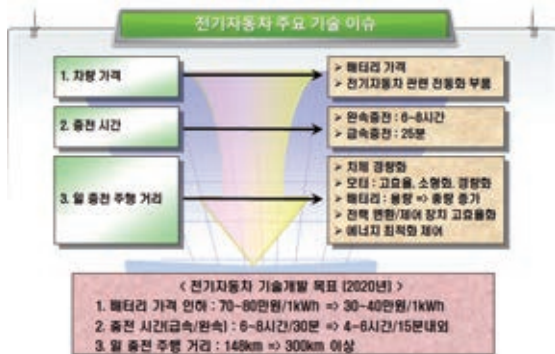 전기자동차 주요 기술 이슈
1. 차량 가격
> 배터리 가격
> 전기자동차 관련 전동화 부품
2. 충전 시간
> 완속충전 : 6~8시간
> 급속충전 : 25분
3. 일 충전 주행 거리
> 차체 경량화
> 모터 : 고효율, 소형화, 경량화
> 배터리 : 용량 => 중량 증가
> 전력 변환/제어 장치 고효율화
> 에너지 최적화 제어
< 전기자동차 기술개발 목표 (2020년) >
1. 배터리 가격 인하 : 70~80만원/1kWh => 30~40만원/1kWh
2. 충전 시간(급속/완속) : 6~8시간/30분 => 4~6시간/15분내외
3. 일 충전 주행 거리 : 148km => 300km 이상